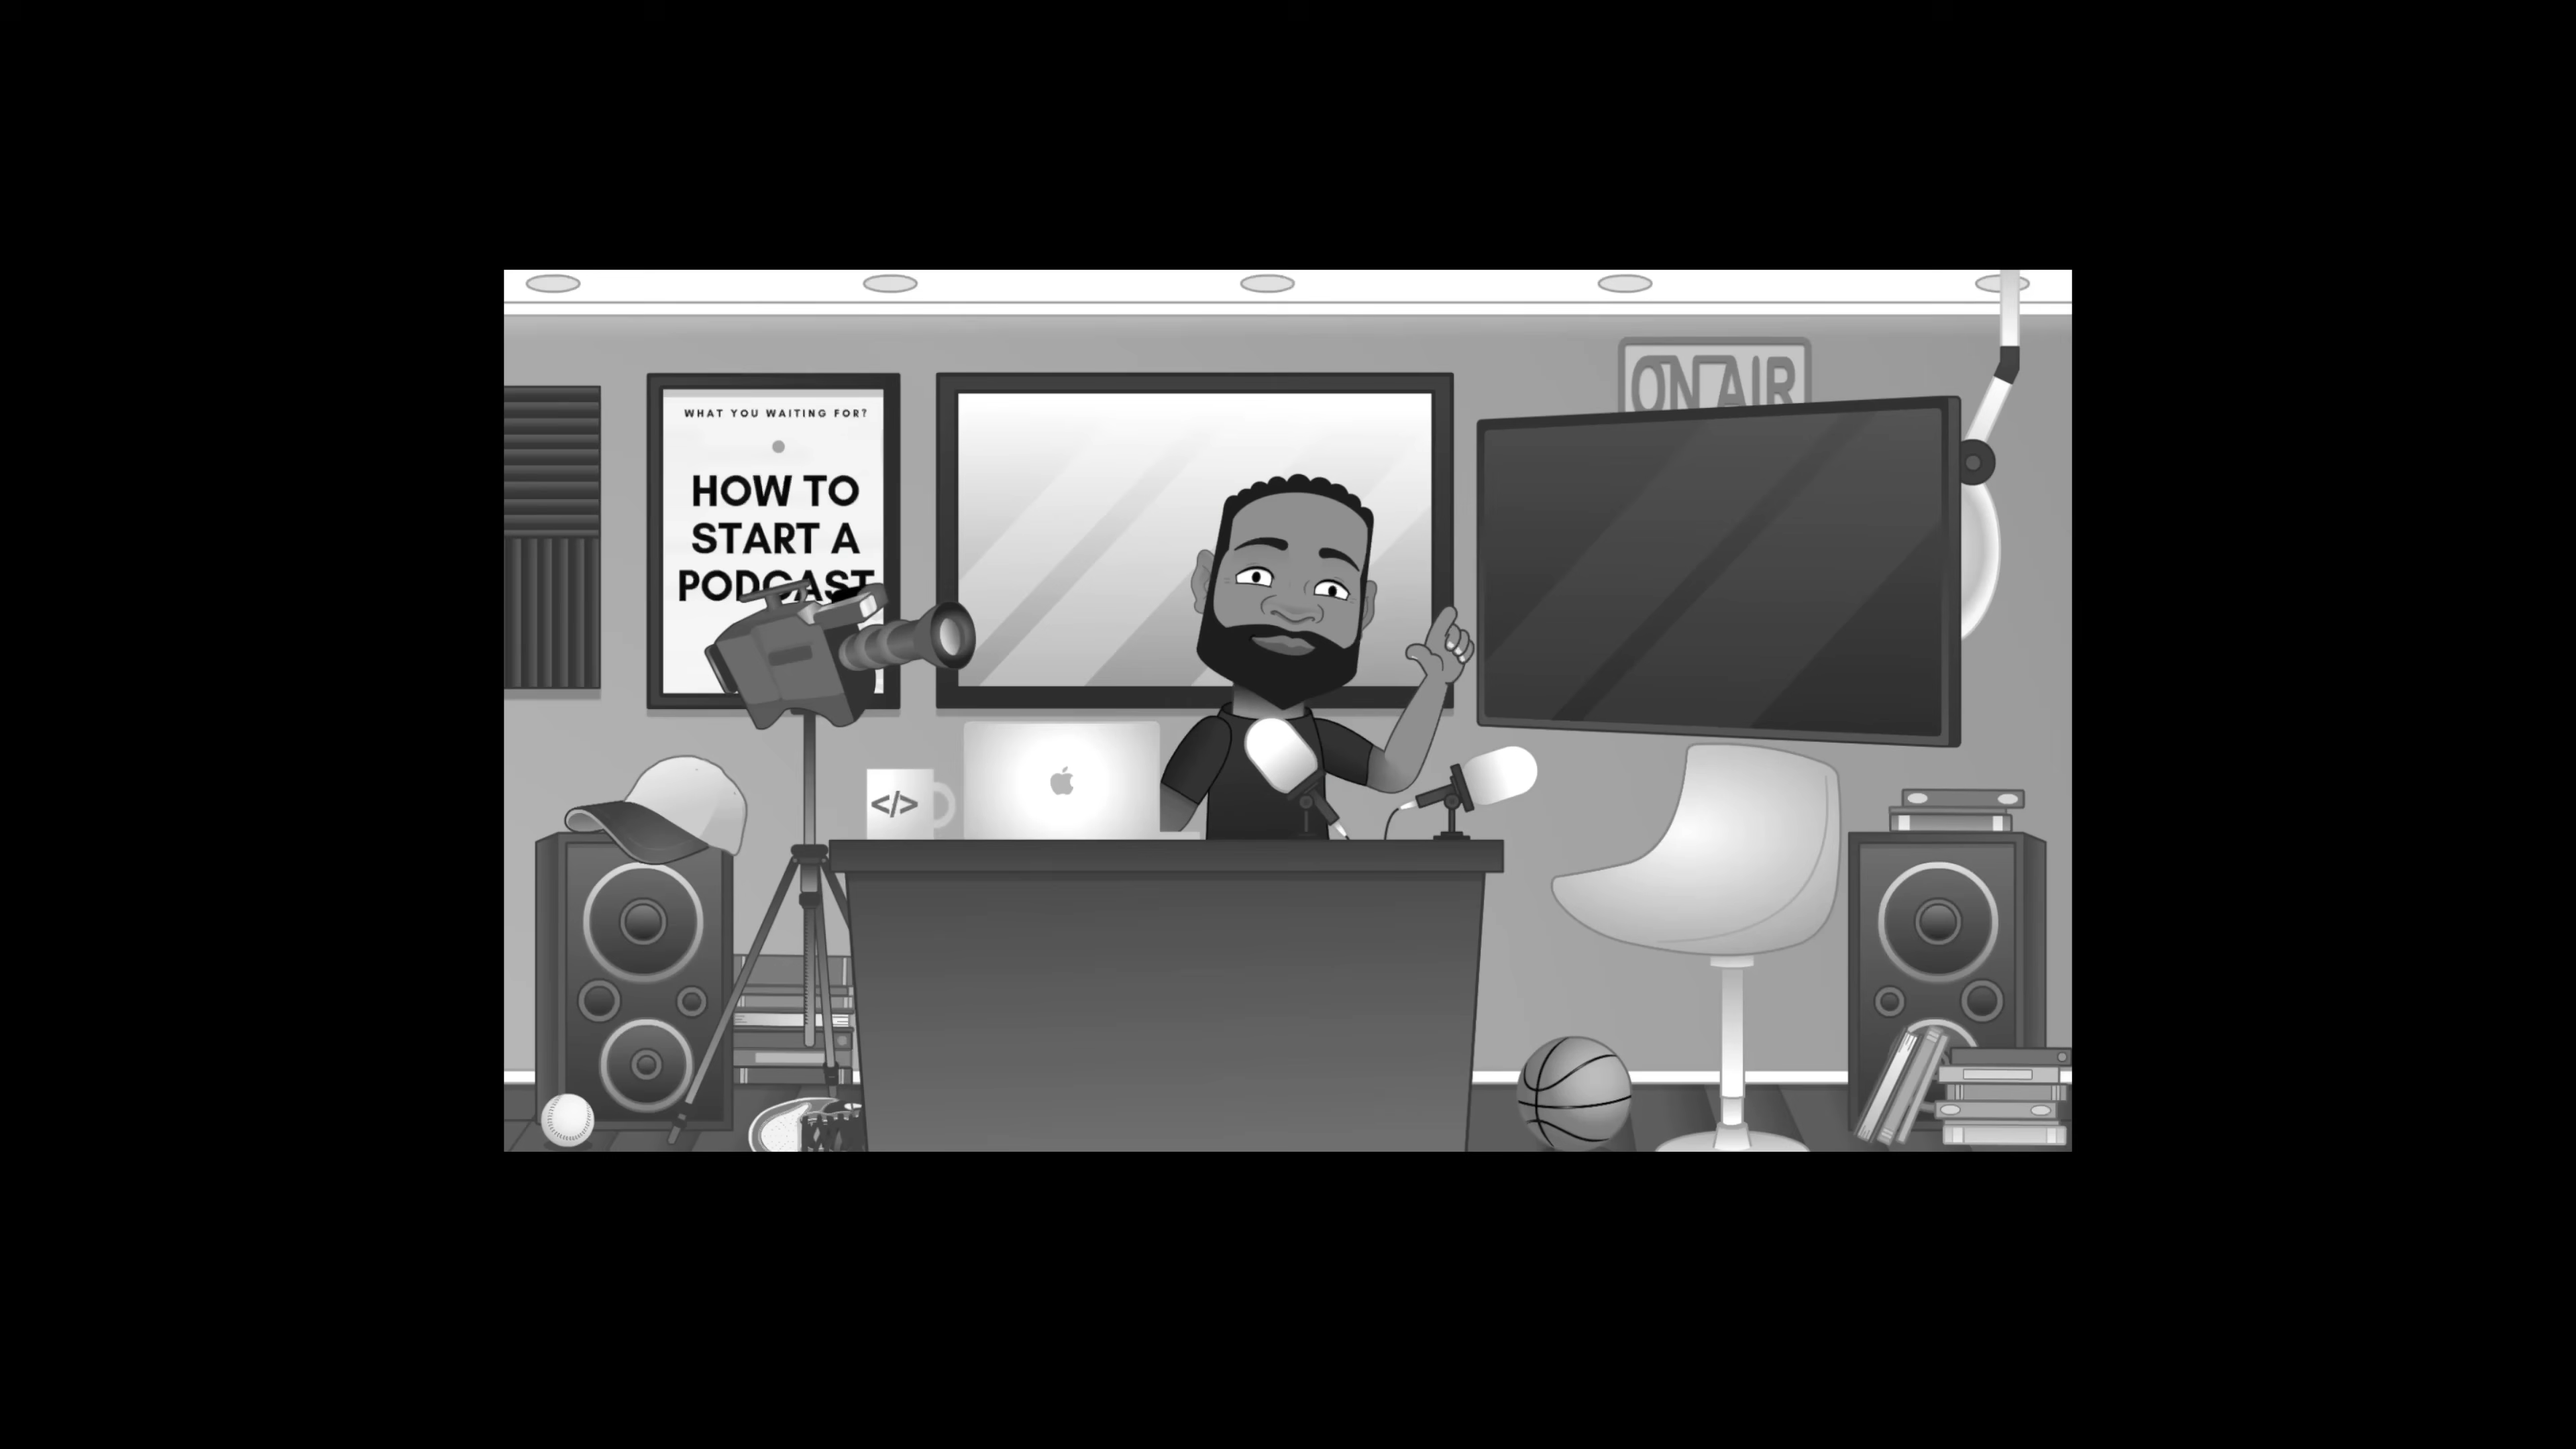 WHAT YOU WAITING FOR?
HOW TO
START A
PODCAST
ON AIR
</>